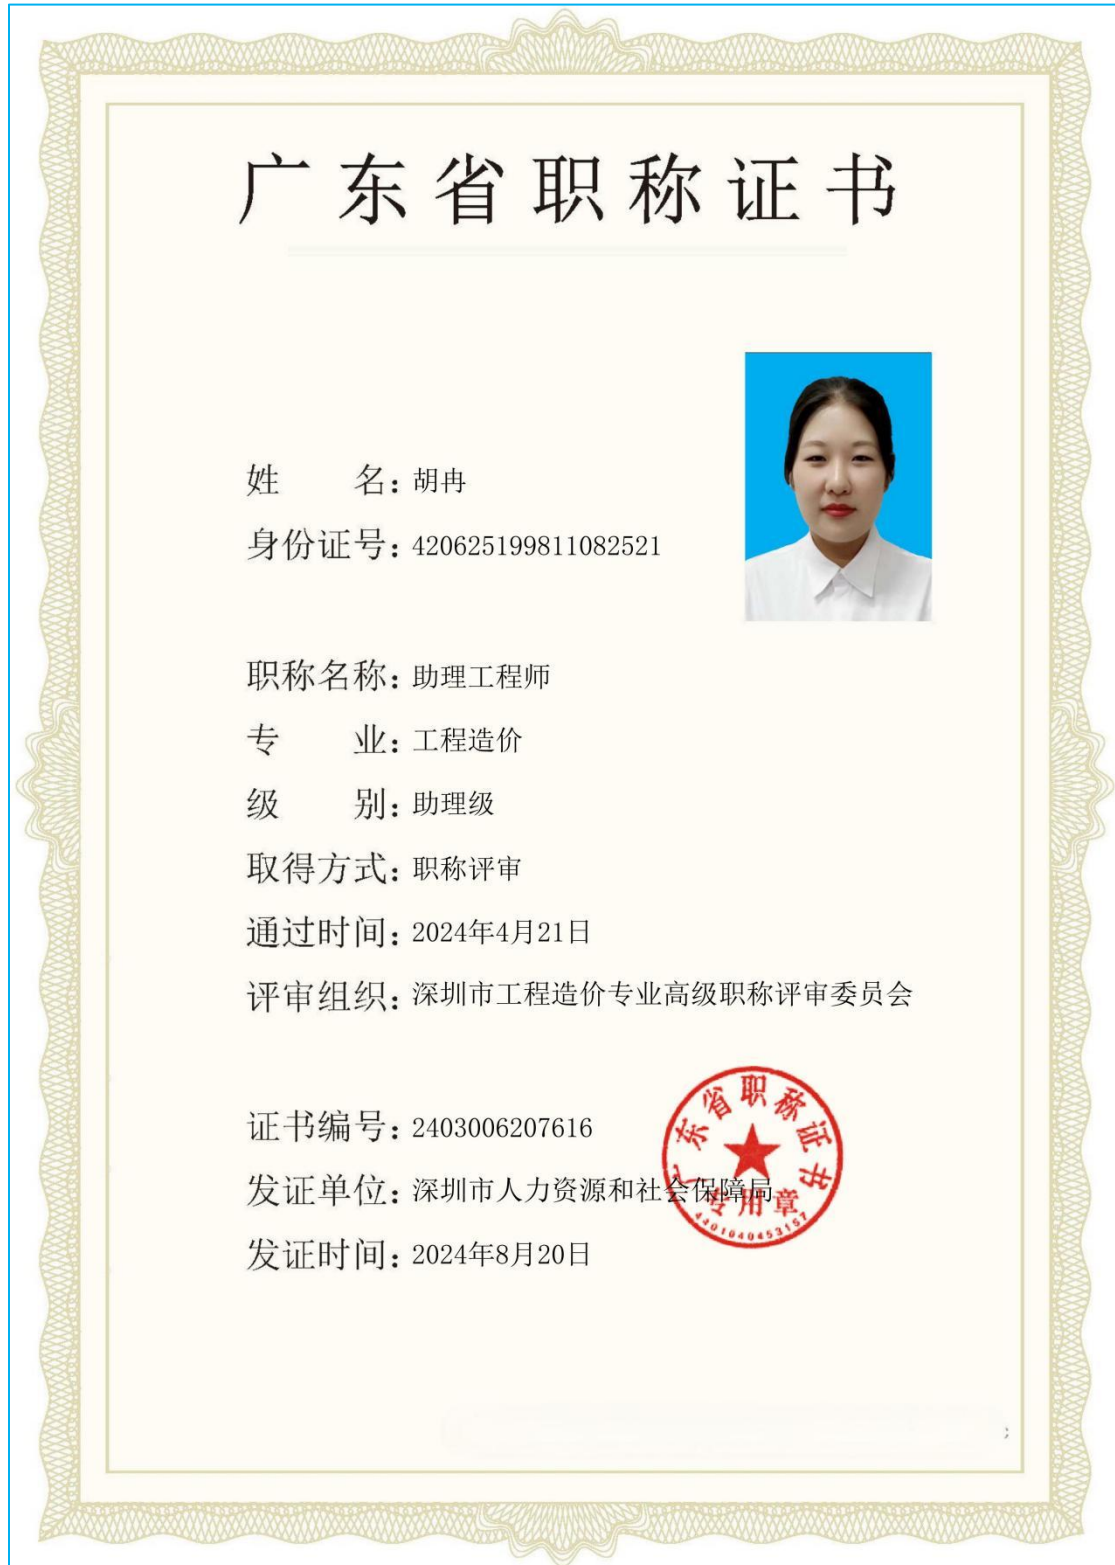 广东省职称证书
姓名：胡冉
身份证号：420625199811082521
职称名称：助理工程师
专业：工程造价
级别：助理级
取得方式：职称评审
通过时间：2024年4月21日
评审组织：深圳市工程造价专业高级职称评审委员会
证书编号：2403006207616
发证单位：深圳市人力资源和社会保障局
发证时间：2024年8月20日
广东省职称证书
专用章
4401040453157